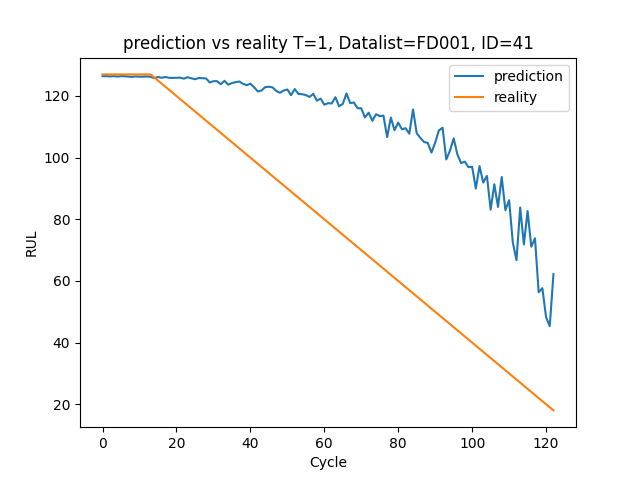 prediction vs reality T=1, Datalist=FD001, ID=41
prediction
reality
120
100
80
60
40
20
RUL
0 20 40 60 80 100 120
Cycle